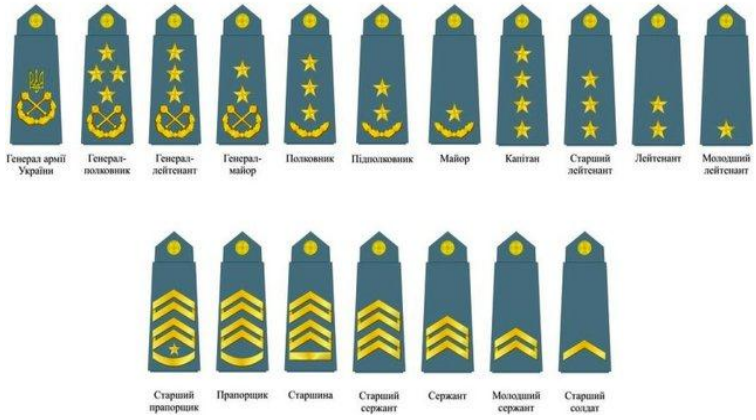 Генерал армії України
Генерал-полковник
Генерал-лейтенант
Генерал-майор
Полковник
Підполковник
Майор
Капітан
Старший лейтенант
Лейтенант
Молодший лейтенант
Старший прапорщик
Прапорщик
Старшина
Старший сержант
Сержант
Молодший сержант
Старший солдат